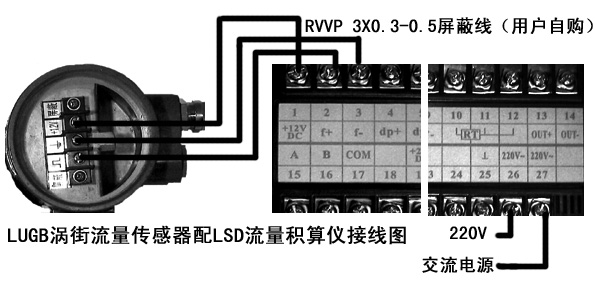 RVVP 3X0.3-0.5屏蔽线（用户自购）
1 2 3 4 10 11 12 13 14
+12V DC f+ f- dp+ RT OUT+ OUT-
A B COM ⊥ 220V~ 220V~
15 16 17 18 23 24 25 26 27
LUGB涡街流量传感器配LSD流量积算仪接线图
220V
交流电源